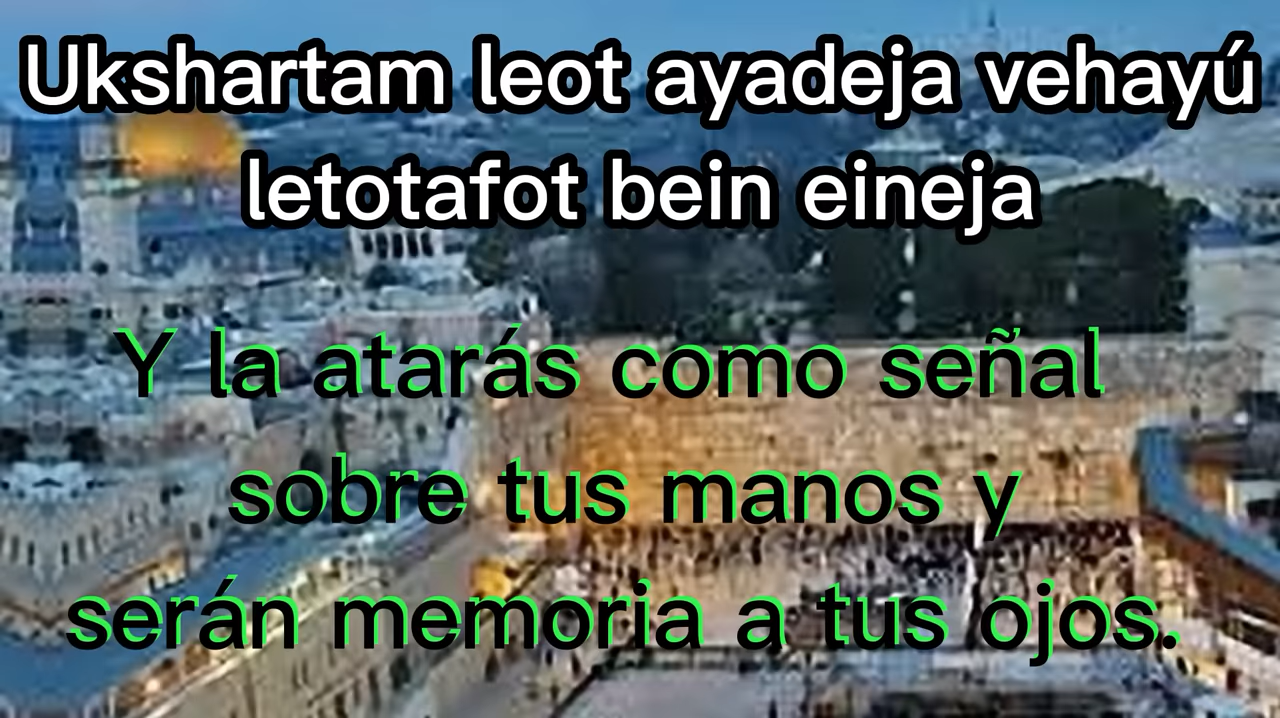 Ukshartam leot ayadeja vehayú
letotafot bein eineja
Y la atarás como señal
sobre tus manos y
serán memoria a tus ojos.